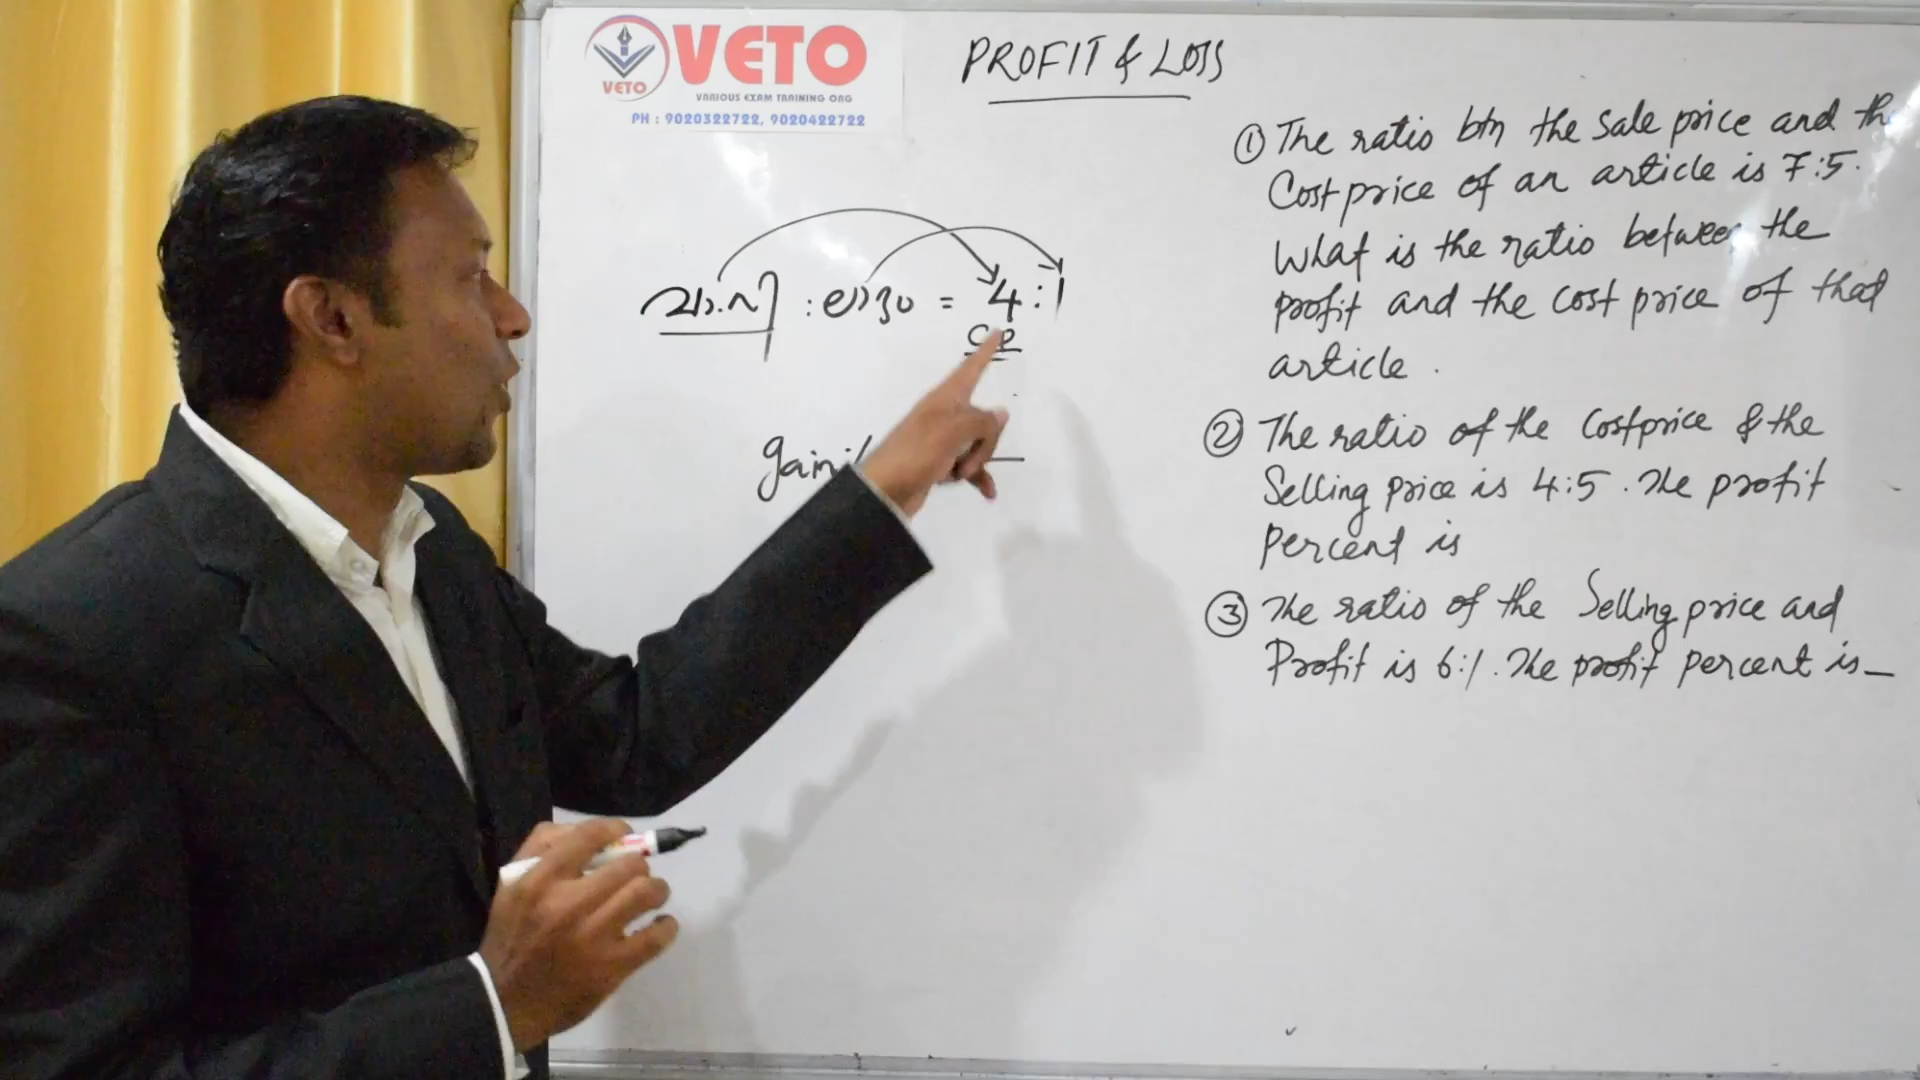 VETO
VETO
VARIOUS EXAM TRAINING ORG
PH : 9020322722, 9020422722
PROFIT & LOSS
വാ.വി : ലാഭം = 4:1
CP
gain%
① The ratio btn the sale price and th
Cost price of an article is 7:5.
What is the ratio between the
profit and the cost price of that
article.
② The ratio of the Costprice & the
Selling price is 4:5. The profit
Percent is
③ The ratio of the Selling price and
Profit is 6:1. The profit percent is_